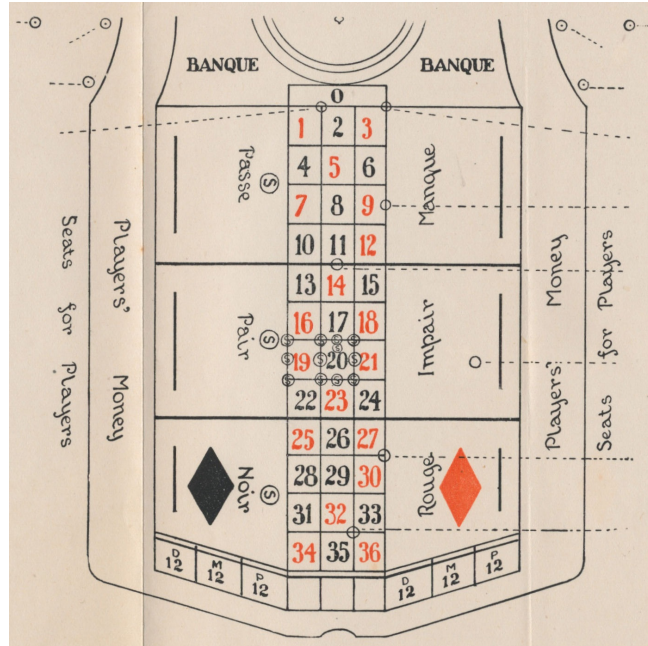 BANQUE
BANQUE
0
1 2 3
4 5 6
7 8 9
10 11 12
13 14 15
16 17 18
19 20 21
22 23 24
25 26 27
28 29 30
31 32 33
34 35 36
Passe
S
Manque
Pair
S
Impair
Noir
S
Rouge
Players' Money
Seats for Players
Players' Money
Seats for Players
S S S S
S
S S S
S S S S
D 12
M 12
P 12
D 12
M 12
P 12